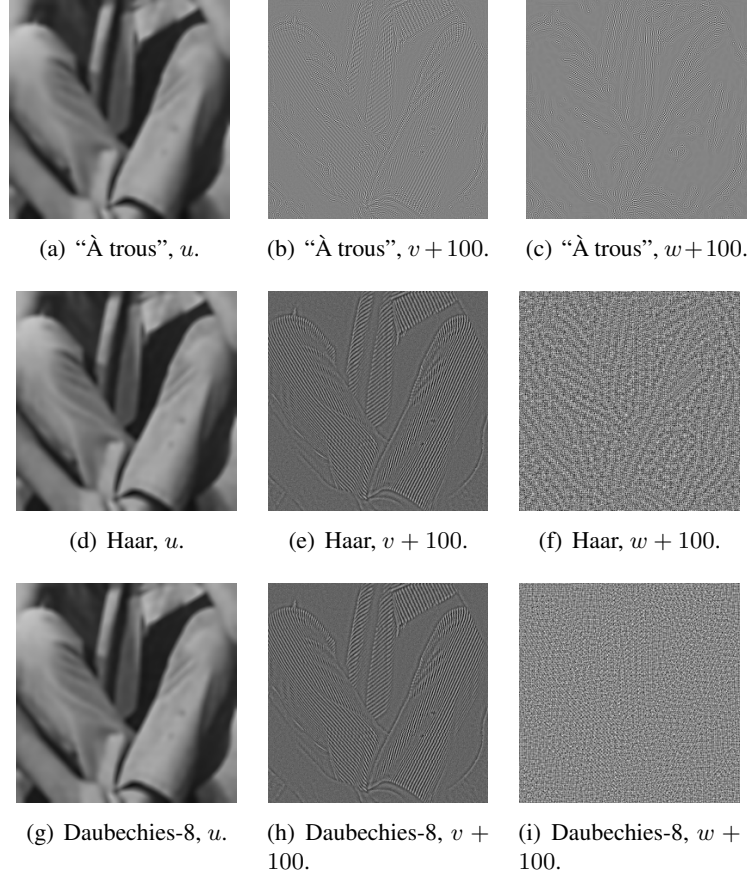 (a) “À trous”, u.
(b) “À trous”, v + 100.
(c) “À trous”, w+100.
(d) Haar, u.
(e) Haar, v + 100.
(f) Haar, w + 100.
(g) Daubechies-8, u.
(h) Daubechies-8, v +
100.
(i) Daubechies-8, w +
100.